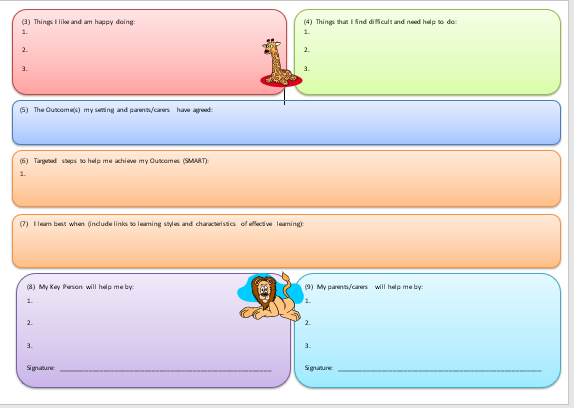 (3) Things I like and am happy doing:
1.
2.
3.
(4) Things that I find difficult and need help to do:
1.
2.
3.
(5) The Outcome(s) my setting and parents/carers have agreed:
(6) Targeted steps to help me achieve my Outcomes (SMART):
1.
(7) I learn best when (include links to learning styles and characteristics of effective learning):
(8) My Key Person will help me by:
1.
2.
3.
Signature:
(9) My parents/carers will help me by:
1.
2.
3.
Signature: